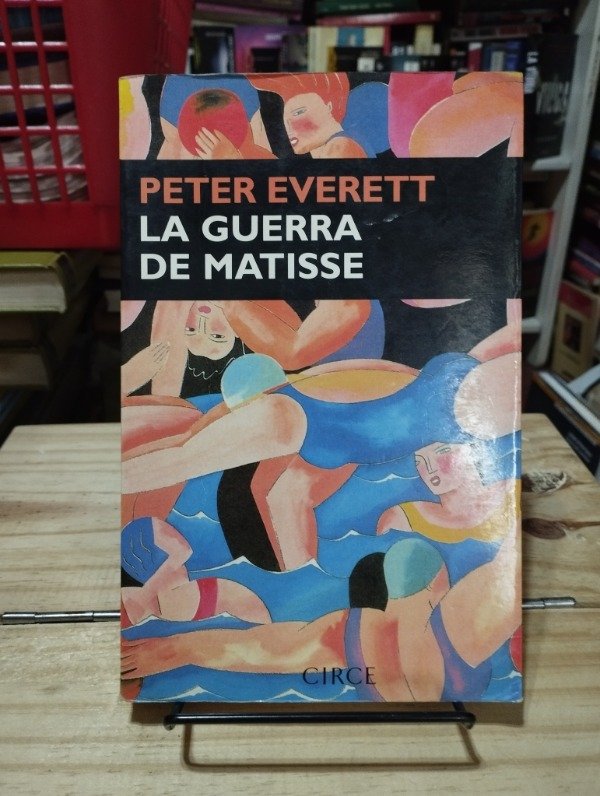 PETER EVERETT
LA GUERRA
DE MATISSE
CIRCE